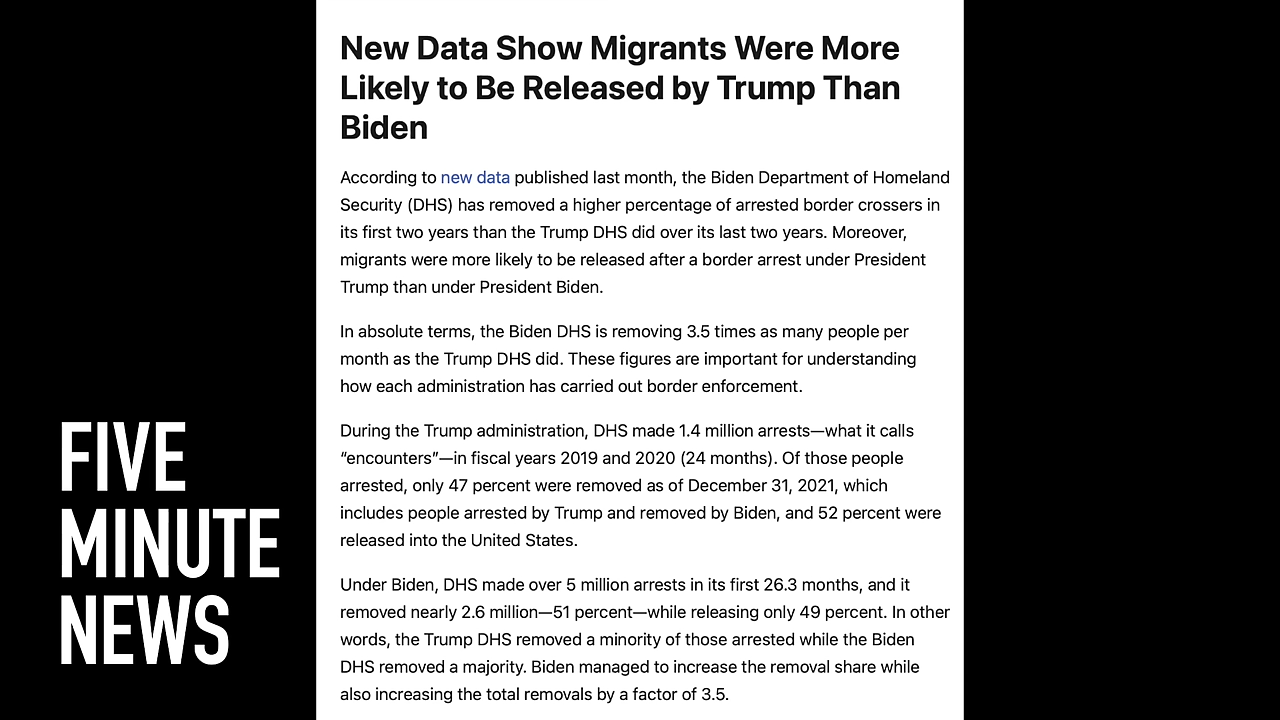 New Data Show Migrants Were More
Likely to Be Released by Trump Than
Biden
According to new data published last month, the Biden Department of Homeland
Security (DHS) has removed a higher percentage of arrested border crossers in
its first two years than the Trump DHS did over its last two years. Moreover,
migrants were more likely to be released after a border arrest under President
Trump than under President Biden.
In absolute terms, the Biden DHS is removing 3.5 times as many people per
month as the Trump DHS did. These figures are important for understanding
how each administration has carried out border enforcement.
During the Trump administration, DHS made 1.4 million arrests—what it calls
“encounters”—in fiscal years 2019 and 2020 (24 months). Of those people
arrested, only 47 percent were removed as of December 31, 2021, which
includes people arrested by Trump and removed by Biden, and 52 percent were
released into the United States.
Under Biden, DHS made over 5 million arrests in its first 26.3 months, and it
removed nearly 2.6 million—51 percent—while releasing only 49 percent. In other
words, the Trump DHS removed a minority of those arrested while the Biden
DHS removed a majority. Biden managed to increase the removal share while
also increasing the total removals by a factor of 3.5.
FIVE
MINUTE
NEWS